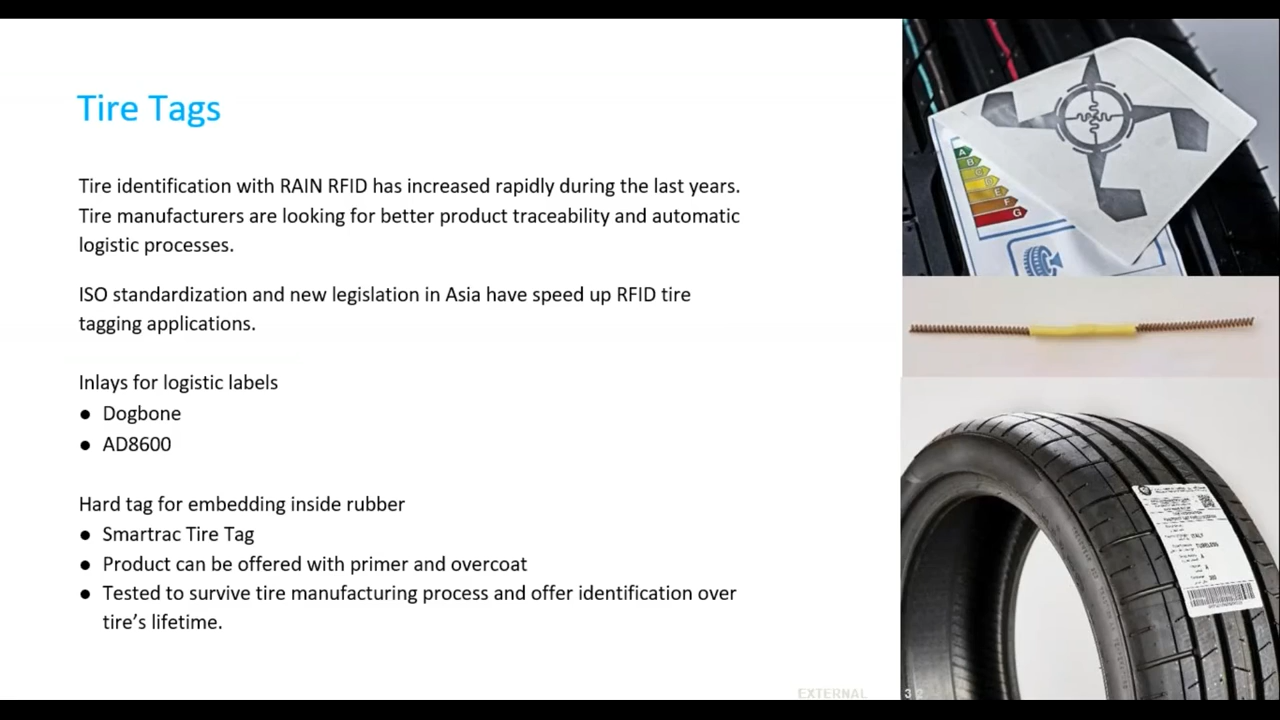 Tire Tags
Tire identification with RAIN RFID has increased rapidly during the last years.
Tire manufacturers are looking for better product traceability and automatic
logistic processes.
ISO standardization and new legislation in Asia have speed up RFID tire
tagging applications.
Inlays for logistic labels
● Dogbone
● AD8600
Hard tag for embedding inside rubber
● Smartrac Tire Tag
● Product can be offered with primer and overcoat
● Tested to survive tire manufacturing process and offer identification over
tire's lifetime.
A
B
C
D
E
F
G
ITALY
TUBELESS
EXTERNAL
32